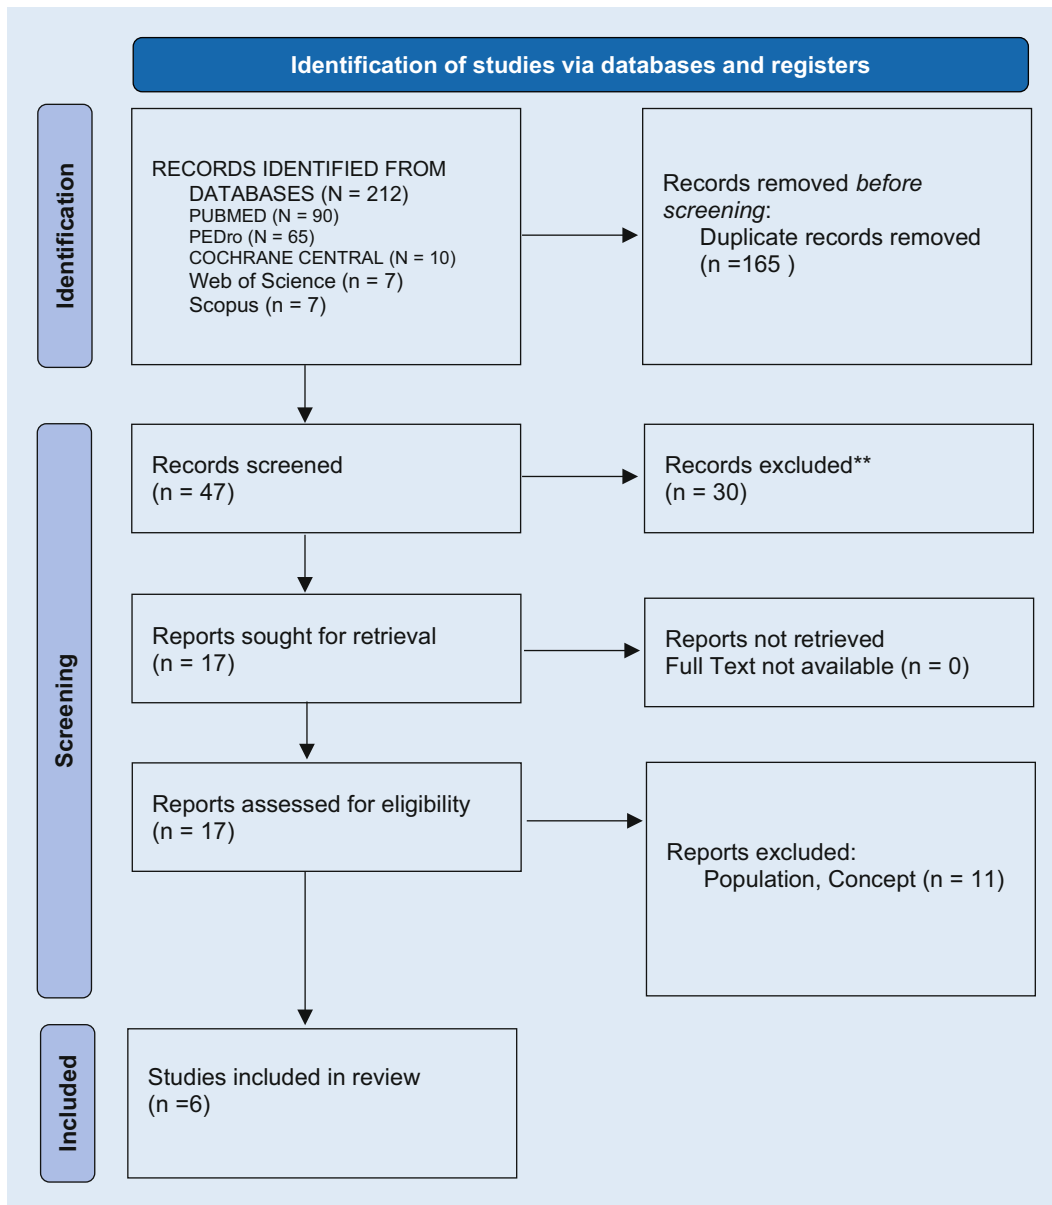 Identification of studies via databases and registers
Identification
RECORDS IDENTIFIED FROM
DATABASES (N = 212)
PUBMED (N = 90)
PEDro (N = 65)
COCHRANE CENTRAL (N = 10)
Web of Science (n = 7)
Scopus (n = 7)
Records removed before
screening:
Duplicate records removed
(n =165 )
Screening
Records screened
(n = 47)
Records excluded**
(n = 30)
Reports sought for retrieval
(n = 17)
Reports not retrieved
Full Text not available (n = 0)
Reports assessed for eligibility
(n = 17)
Reports excluded:
Population, Concept (n = 11)
Included
Studies included in review
(n =6)